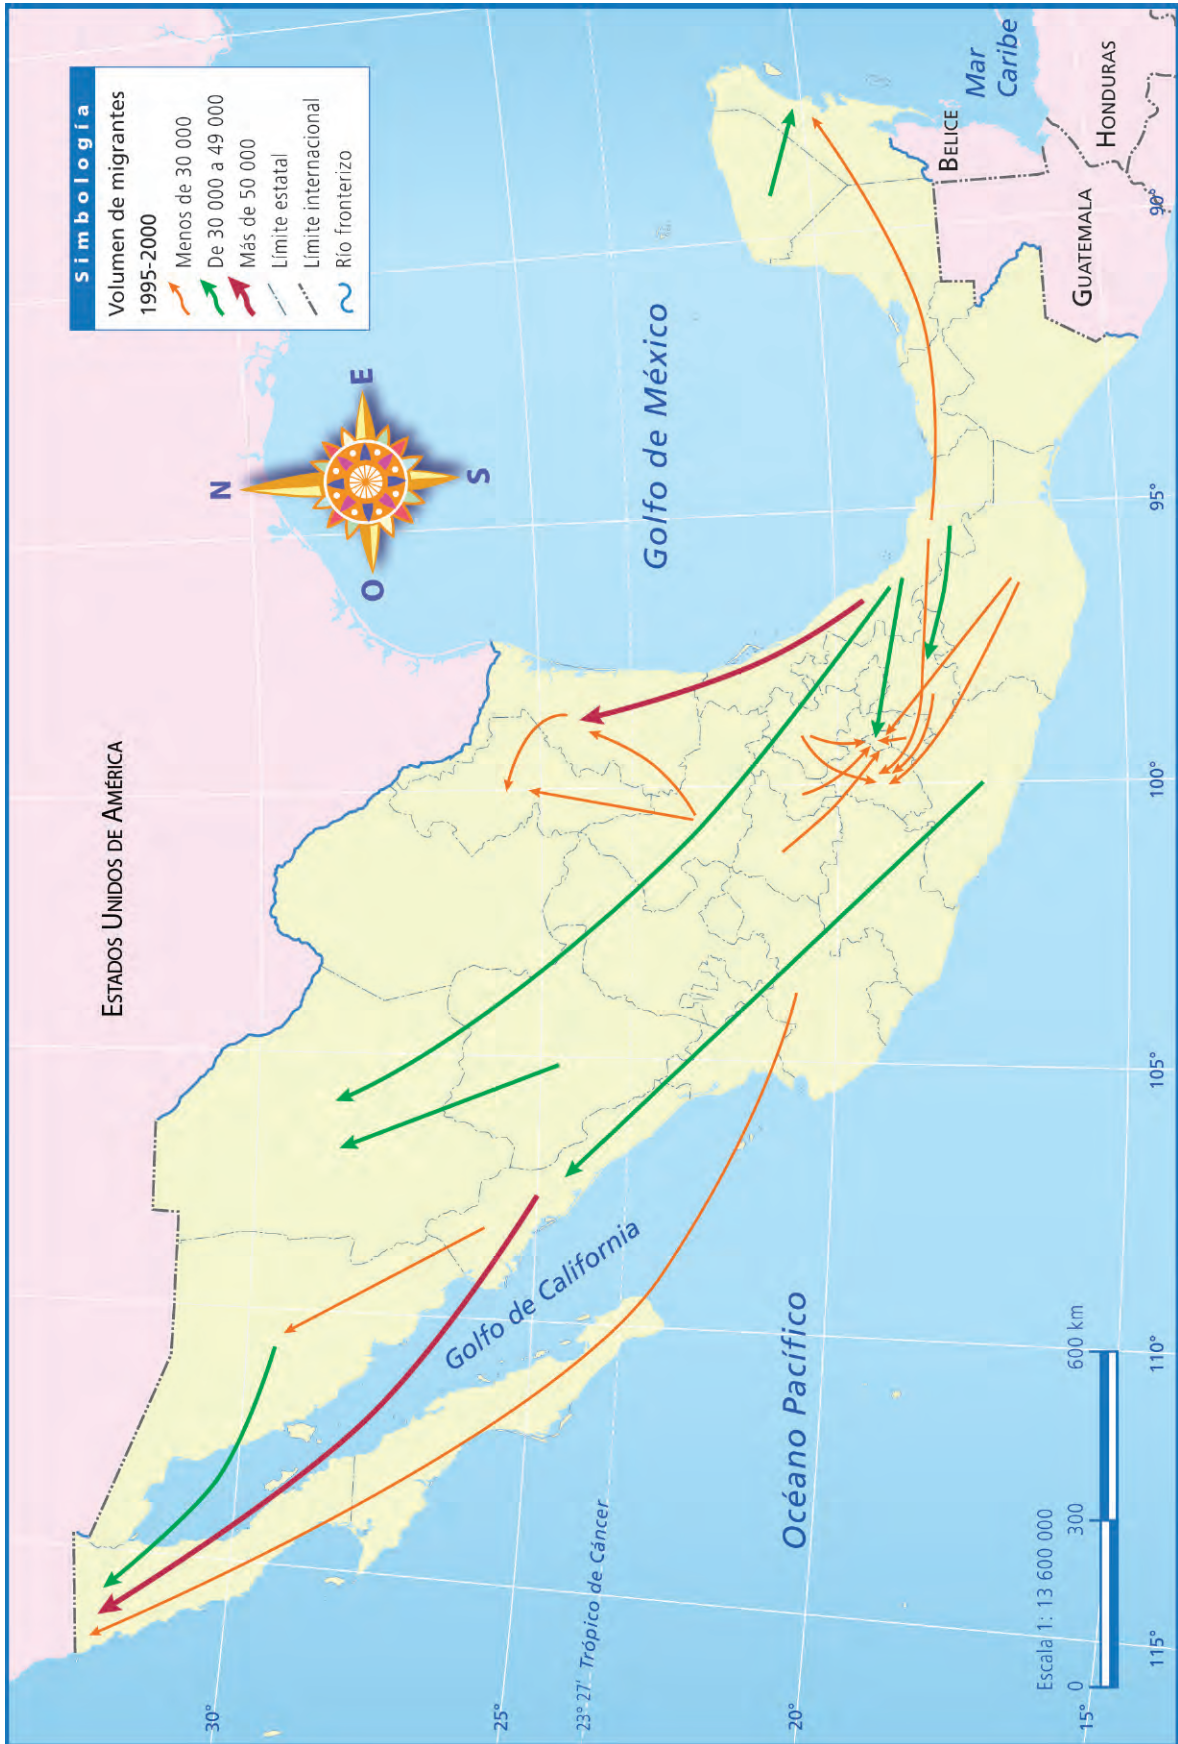 Simbología
Volumen de migrantes
1995-2000
Menos de 30 000
De 30 000 a 49 000
Más de 50 000
Límite estatal
Límite internacional
Río fronterizo
ESTADOS UNIDOS DE AMÉRICA
N
O
E
S
Golfo de México
Mar
Caribe
BELICE
GUATEMALA
HONDURAS
Golfo de California
Océano Pacífico
23° 27' Trópico de Cáncer
Escala 1: 13 600 000
0
300
600 km
30°
25°
20°
15°
115°
110°
105°
100°
95°
90°